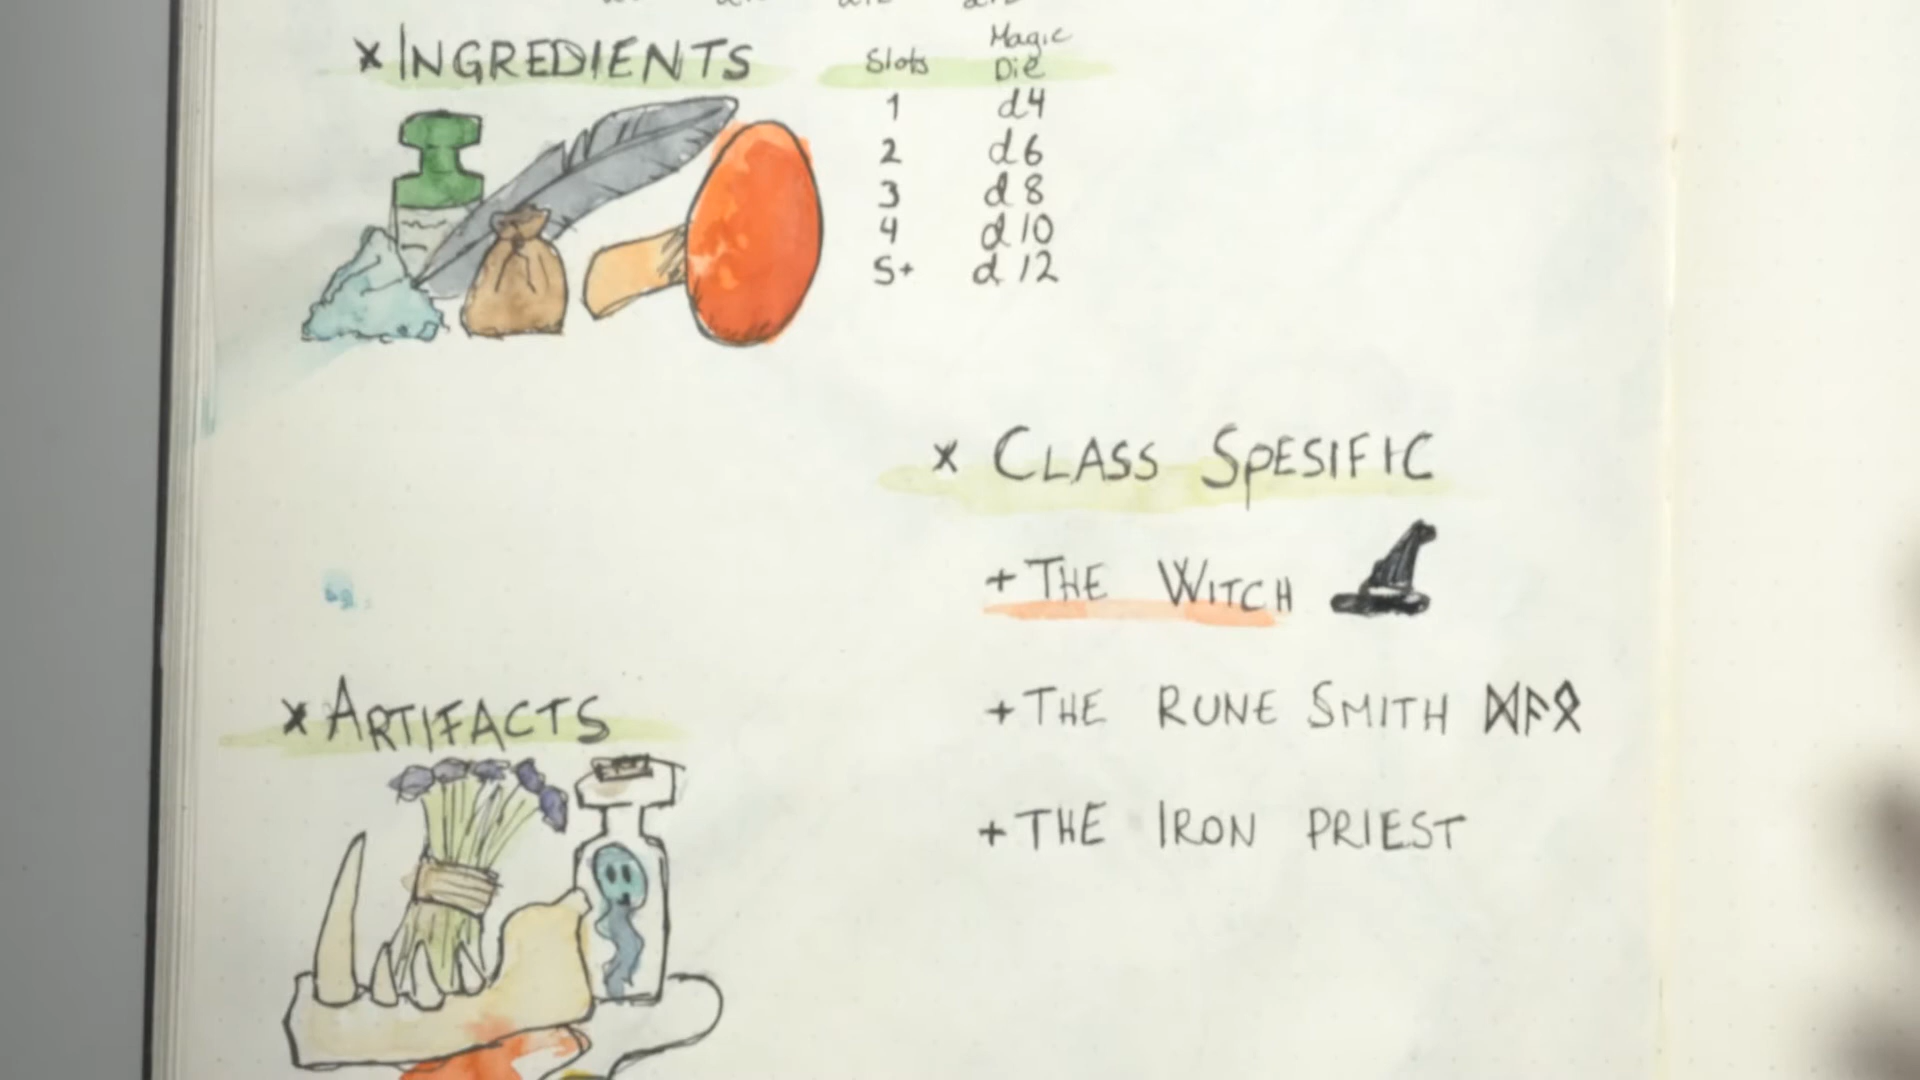 x INGREDIENTS
Slots Magic Die
1 d4
2 d6
3 d8
4 d10
5+ d12
x CLASS SPESIFIC
+ THE WITCH
+ THE RUNE SMITH ᛞᚨᛟ
+ THE IRON PRIEST
x ARTIFACTS